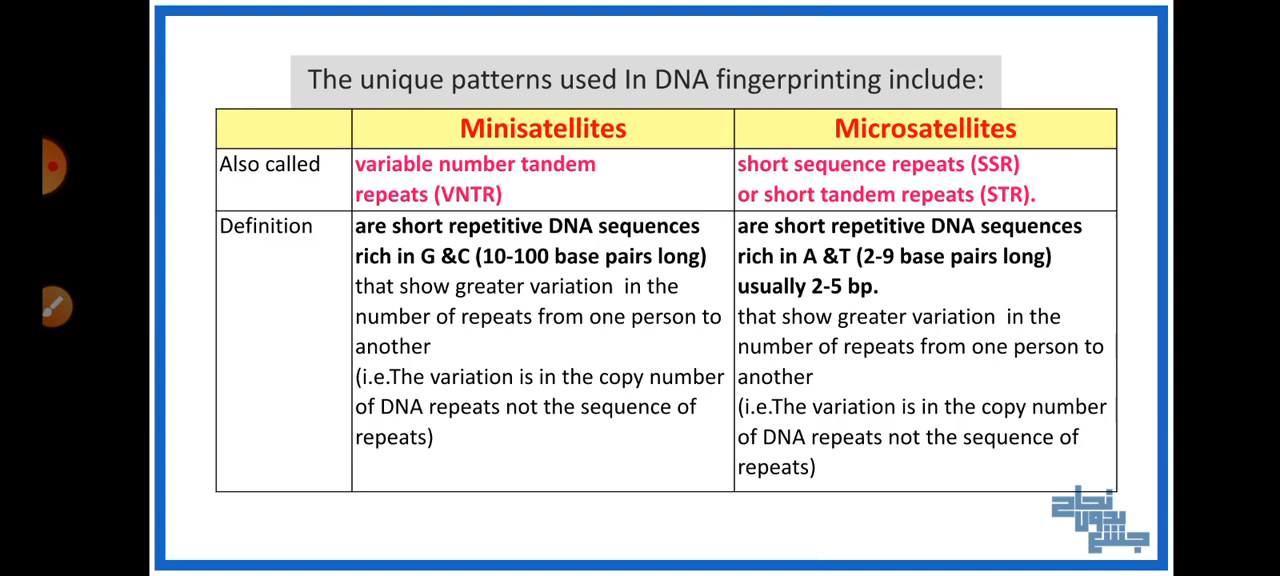 The unique patterns used In DNA fingerprinting include:
Minisatellites
Microsatellites
Also called
variable number tandem
repeats (VNTR)
short sequence repeats (SSR)
or short tandem repeats (STR).
Definition
are short repetitive DNA sequences
rich in G &C (10-100 base pairs long)
that show greater variation in the
number of repeats from one person to
another
(i.e.The variation is in the copy number
of DNA repeats not the sequence of
repeats)
are short repetitive DNA sequences
rich in A &T (2-9 base pairs long)
usually 2-5 bp.
that show greater variation in the
number of repeats from one person to
another
(i.e.The variation is in the copy number
of DNA repeats not the sequence of
repeats)
نجاح
بدون
جشع